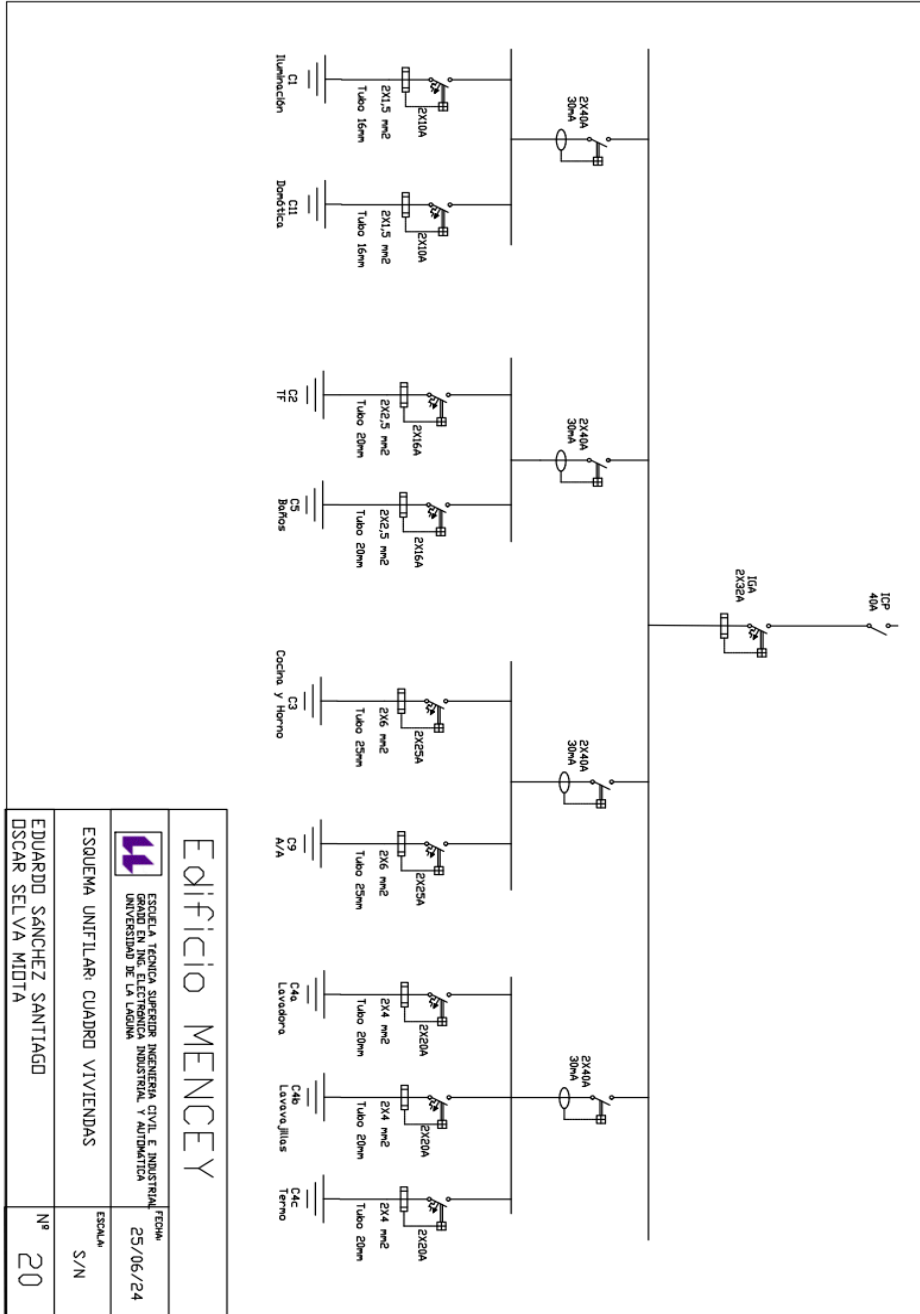 ICP
40A
IGA
2X32A
2X40A
30mA
2X40A
30mA
2X40A
30mA
2X40A
30mA
2X10A
2X1,5 mm2
Tubo 16mm
C1
Iluminación
2X10A
2X1,5 mm2
Tubo 16mm
C11
Domótica
2X16A
2X2,5 mm2
Tubo 20mm
C2
TF
2X16A
2X2,5 mm2
Tubo 20mm
C5
Baños
2X25A
2X6 mm2
Tubo 25mm
C3
Cocina y Horno
2X25A
2X6 mm2
Tubo 25mm
C9
A/A
2X20A
2X4 mm2
Tubo 20mm
C4a
Lavadora
2X20A
2X4 mm2
Tubo 20mm
C4b
Lavavajillas
2X20A
2X4 mm2
Tubo 20mm
C4c
Termo
Edificio MENCEY
ESCUELA TÉCNICA SUPERIOR INGENIERÍA CIVIL E INDUSTRIAL
GRADO EN ING. ELECTRÓNICA INDUSTRIAL Y AUTOMÁTICA
UNIVERSIDAD DE LA LAGUNA
FECHA:
25/06/24
ESQUEMA UNIFILAR: CUADRO VIVIENDAS
ESCALA:
S/N
EDUARDO SÁNCHEZ SANTIAGO
OSCAR SELVA MIOTA
Nº
20